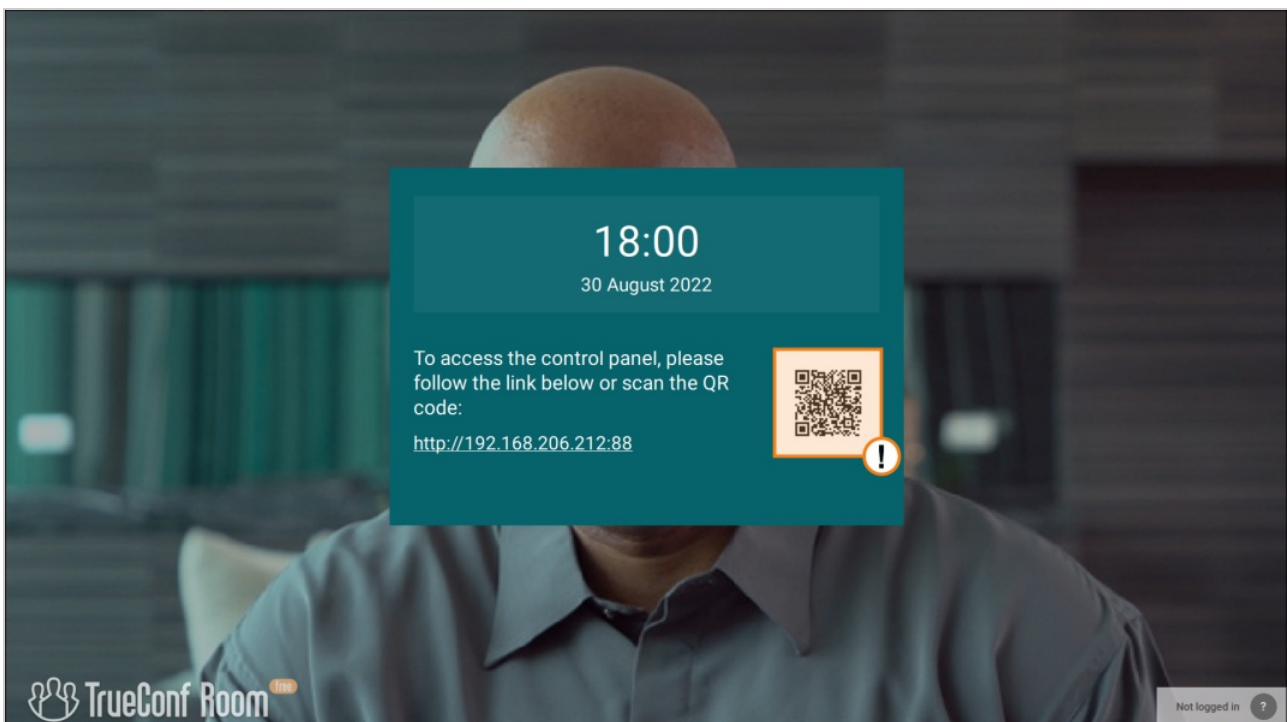 18:00
30 August 2022
To access the control panel, please
follow the link below or scan the QR
code:
http://192.168.206.212:88
!
TrueConf Room free
Not logged in ?